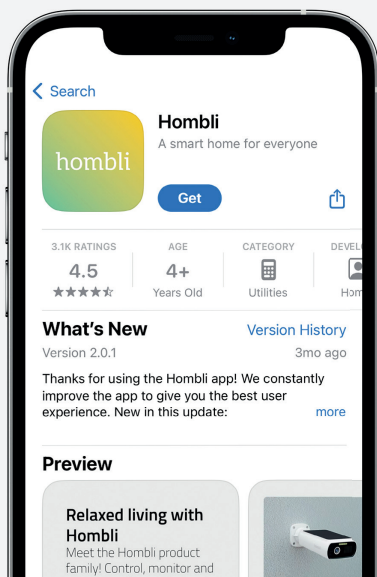 Search
hombli
Hombli
A smart home for everyone
Get
3.1K RATINGS
AGE
CATEGORY
4.5
4+
Years Old
Utilities
What's New
Version History
Version 2.0.1
3mo ago
Thanks for using the Hombli app! We constantly
improve the app to give you the best user
experience. New in this update:
more
Preview
Relaxed living with
Hombli
Meet the Hombli product
family! Control, monitor and